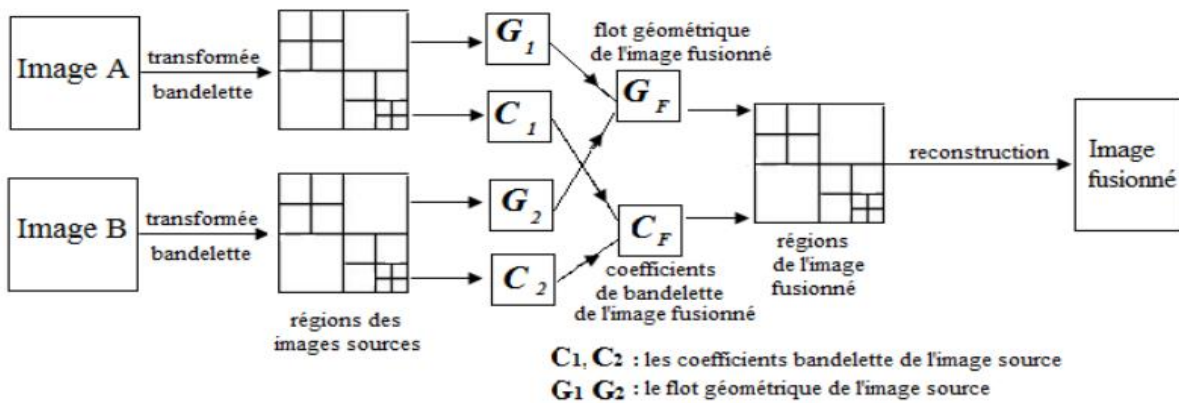 Image A
transformée
bandelette
G1
C1
flot géométrique
de l'image fusionné
GF
Image B
transformée
bandelette
G2
C2
CF
coefficients
de bandelette
de l'image fusionné
régions des
images sources
régions
de l'image
fusionné
reconstruction
Image
fusionné
C1, C2 : les coefficients bandelette de l'image source
G1 G2 : le flot géométrique de l'image source